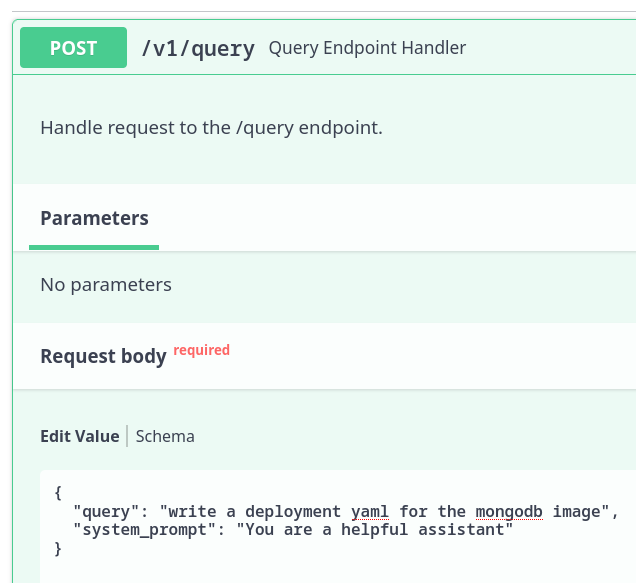 POST /v1/query Query Endpoint Handler
Handle request to the /query endpoint.
Parameters
No parameters
Request body required
Edit Value | Schema
{
  "query": "write a deployment yaml for the mongodb image",
  "system_prompt": "You are a helpful assistant"
}